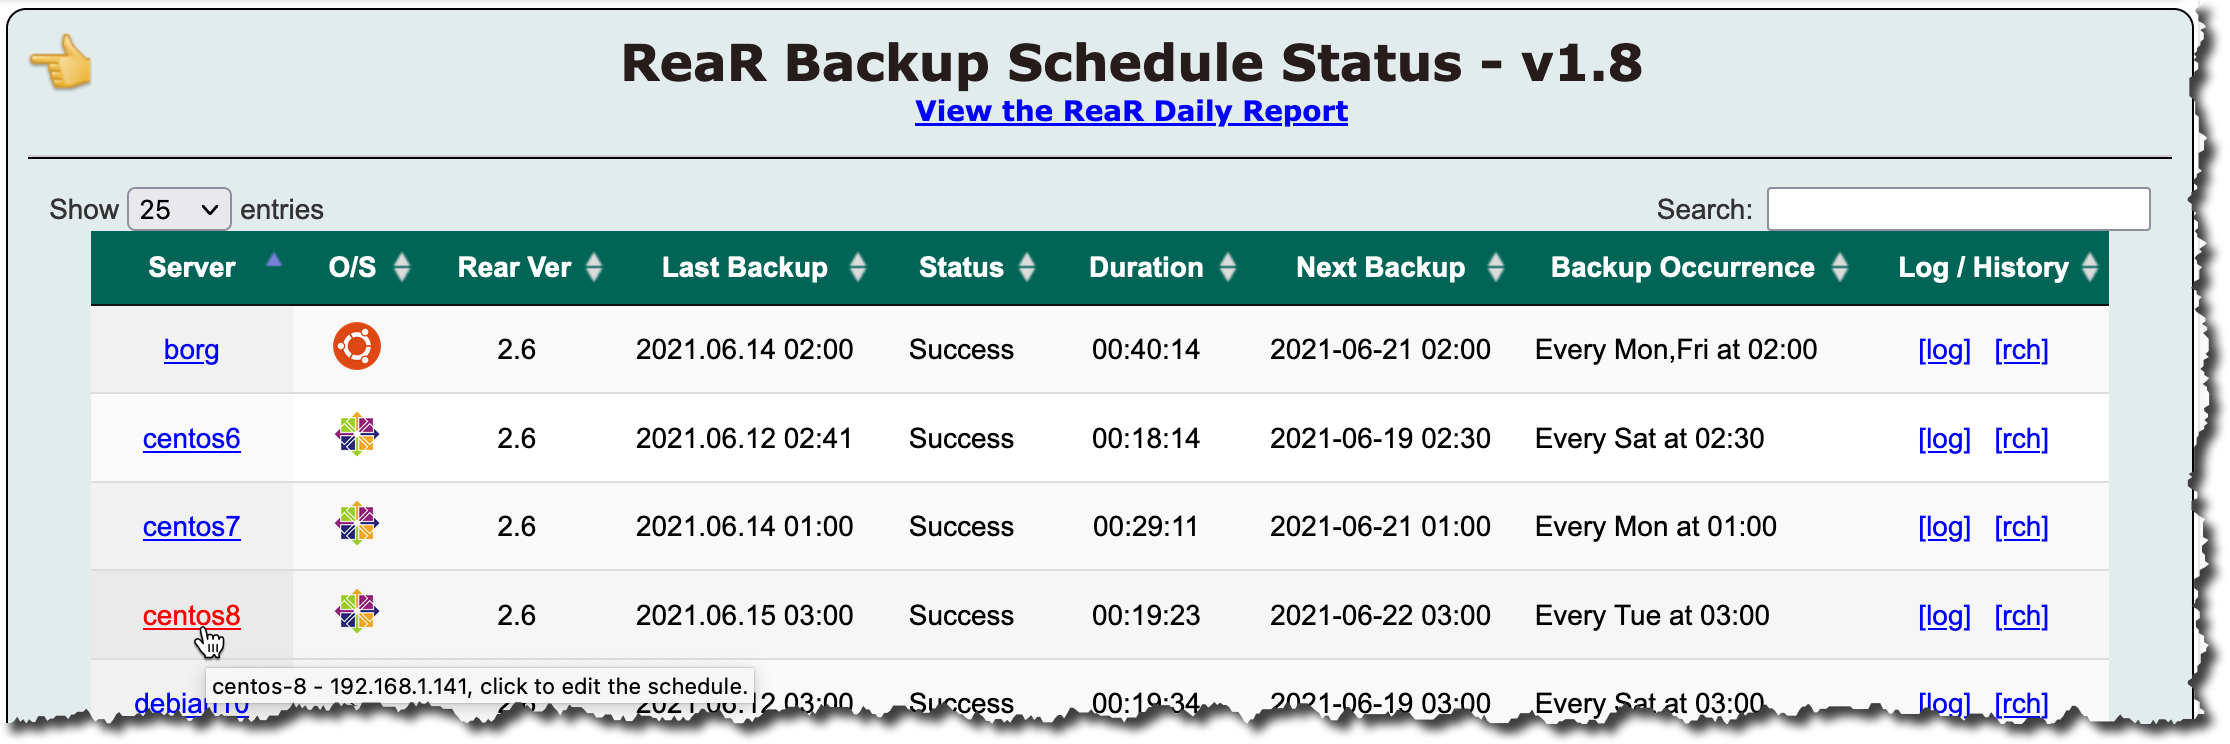 ReaR Backup Schedule Status - v1.8
View the ReaR Daily Report
Show 25 entries Search:
Server O/S Rear Ver Last Backup Status Duration Next Backup Backup Occurrence Log / History
borg 2.6 2021.06.14 02:00 Success 00:40:14 2021-06-21 02:00 Every Mon,Fri at 02:00 [log] [rch]
centos6 2.6 2021.06.12 02:41 Success 00:18:14 2021-06-19 02:30 Every Sat at 02:30 [log] [rch]
centos7 2.6 2021.06.14 01:00 Success 00:29:11 2021-06-21 01:00 Every Mon at 01:00 [log] [rch]
centos8 2.6 2021.06.15 03:00 Success 00:19:23 2021-06-22 03:00 Every Tue at 03:00 [log] [rch]
centos-8 - 192.168.1.141, click to edit the schedule.
debian10 2.6 2021.06.12 03:00 Success 00:19:34 2021-06-19 03:00 Every Sat at 03:00 [log] [rch]